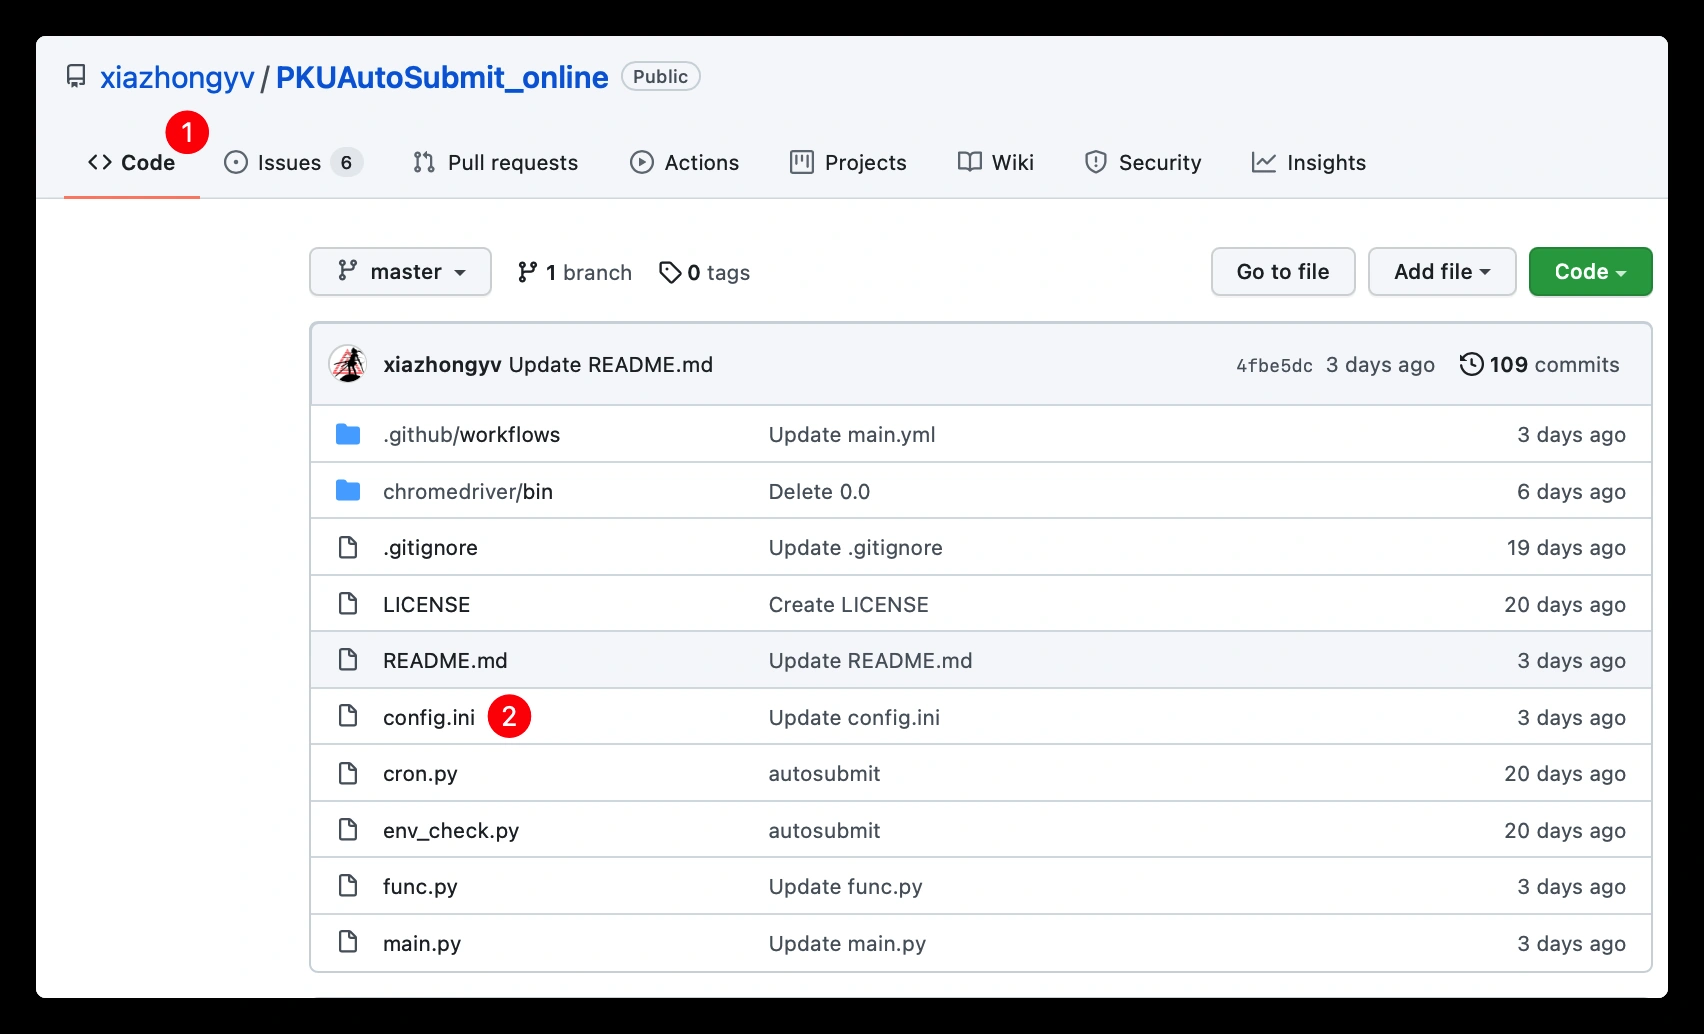 xiazhongyv / PKUAutoSubmit_online Public
1
Code Issues 6 Pull requests Actions Projects Wiki Security Insights
master 1 branch 0 tags Go to file Add file Code
xiazhongyv Update README.md 4fbe5dc 3 days ago 109 commits
.github/workflows Update main.yml 3 days ago
chromedriver/bin Delete 0.0 6 days ago
.gitignore Update .gitignore 19 days ago
LICENSE Create LICENSE 20 days ago
README.md Update README.md 3 days ago
config.ini 2 Update config.ini 3 days ago
cron.py autosubmit 20 days ago
env_check.py autosubmit 20 days ago
func.py Update func.py 3 days ago
main.py Update main.py 3 days ago